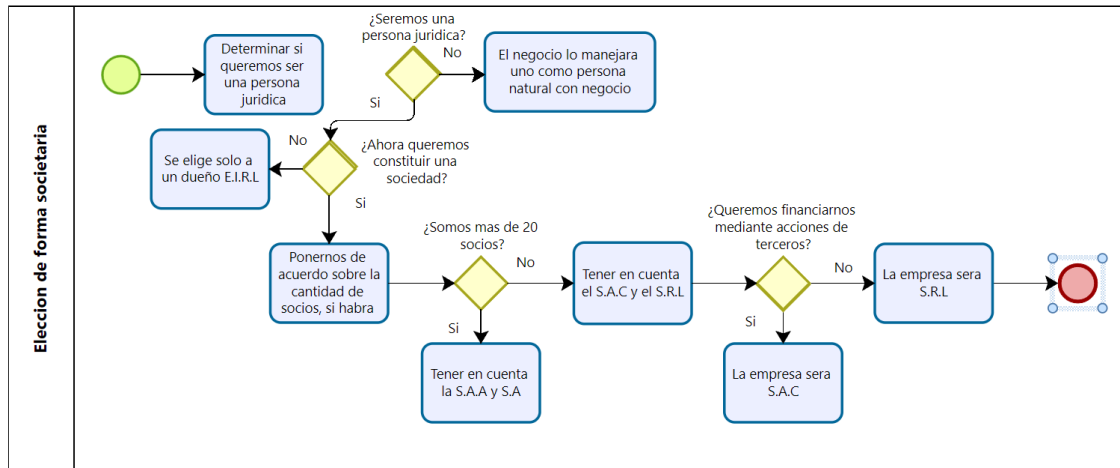 Eleccion de forma societaria
Determinar si
queremos ser
una persona
juridica
¿Seremos una
persona juridica?
No
El negocio lo manejara
uno como persona
natural con negocio
Si
No
¿Ahora queremos
constituir una
sociedad?
Se elige solo a
un dueño E.I.R.L
Si
Ponernos de
acuerdo sobre la
cantidad de
socios, si habra
¿Somos mas de 20
socios?
No
Si
Tener en cuenta
la S.A.A y S.A
Tener en cuenta
el S.A.C y el S.R.L
¿Queremos financiarnos
mediante acciones de
terceros?
No
Si
La empresa sera
S.A.C
La empresa sera
S.R.L